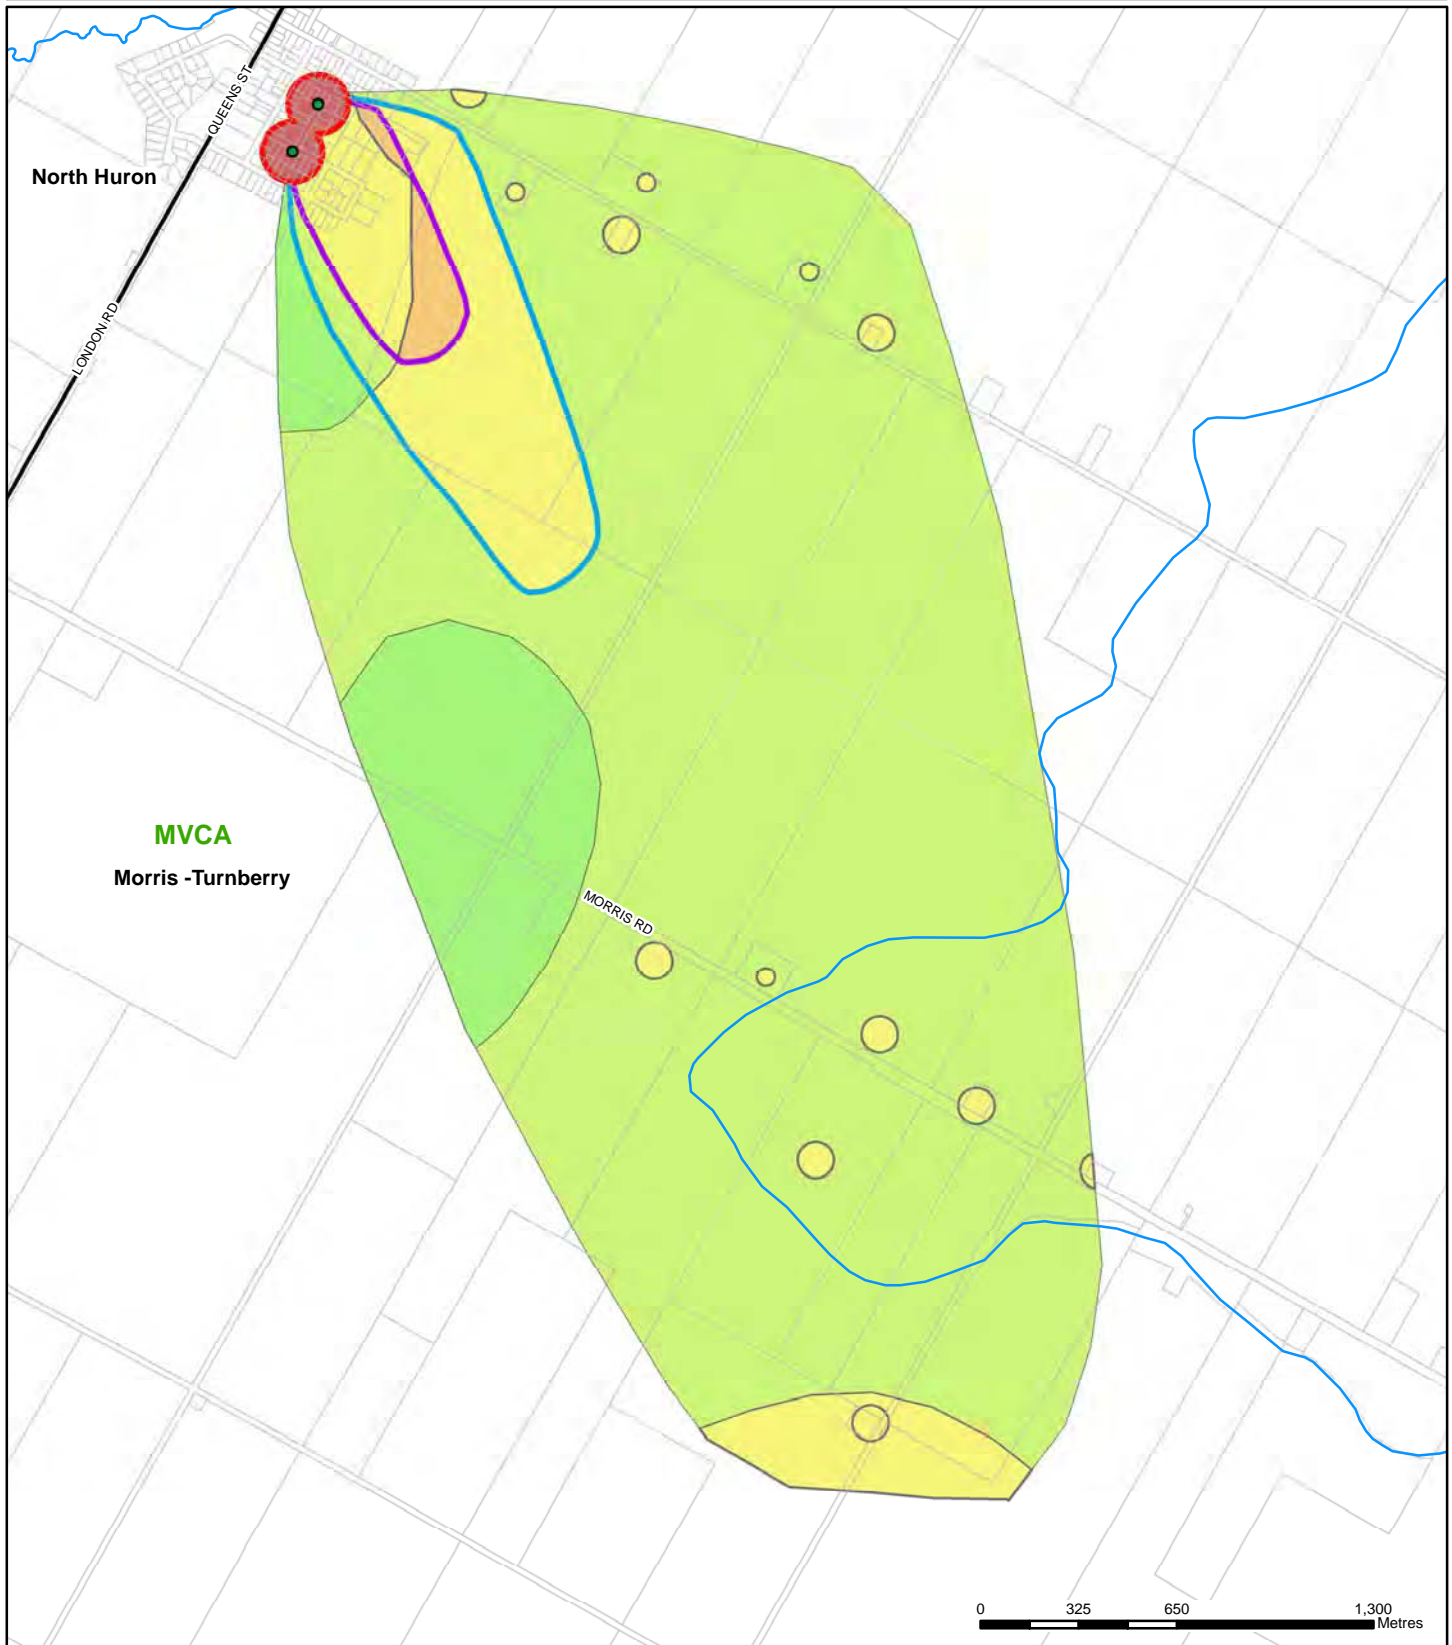 QUEENS ST
North Huron
LONDON RD
MVCA
Morris -Turnberry
MORRIS RD
0 325 650 1,300
Metres